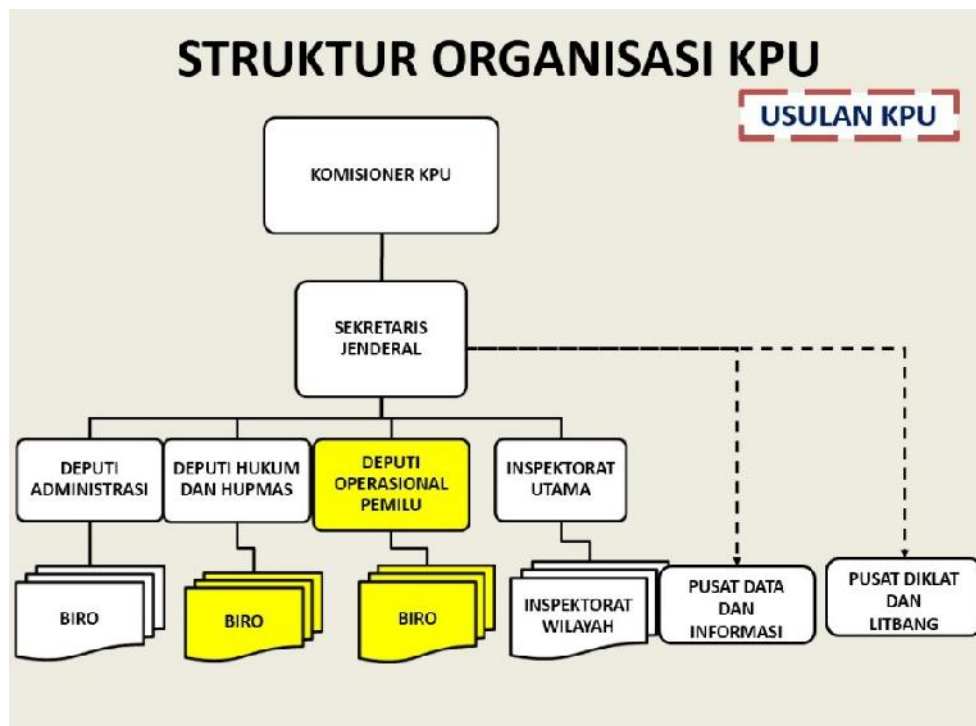 STRUKTUR ORGANISASI KPU
USULAN KPU
KOMISIONER KPU
SEKRETARIS
JENDERAL
DEPUTI
ADMINISTRASI
DEPUTI HUKUM
DAN HUPMAS
DEPUTI
OPERASIONAL
PEMILU
INSPEKTORAT
UTAMA
BIRO
BIRO
BIRO
INSPEKTORAT
WILAYAH
PUSAT DATA
DAN
INFORMASI
PUSAT DIKLAT
DAN
LITBANG